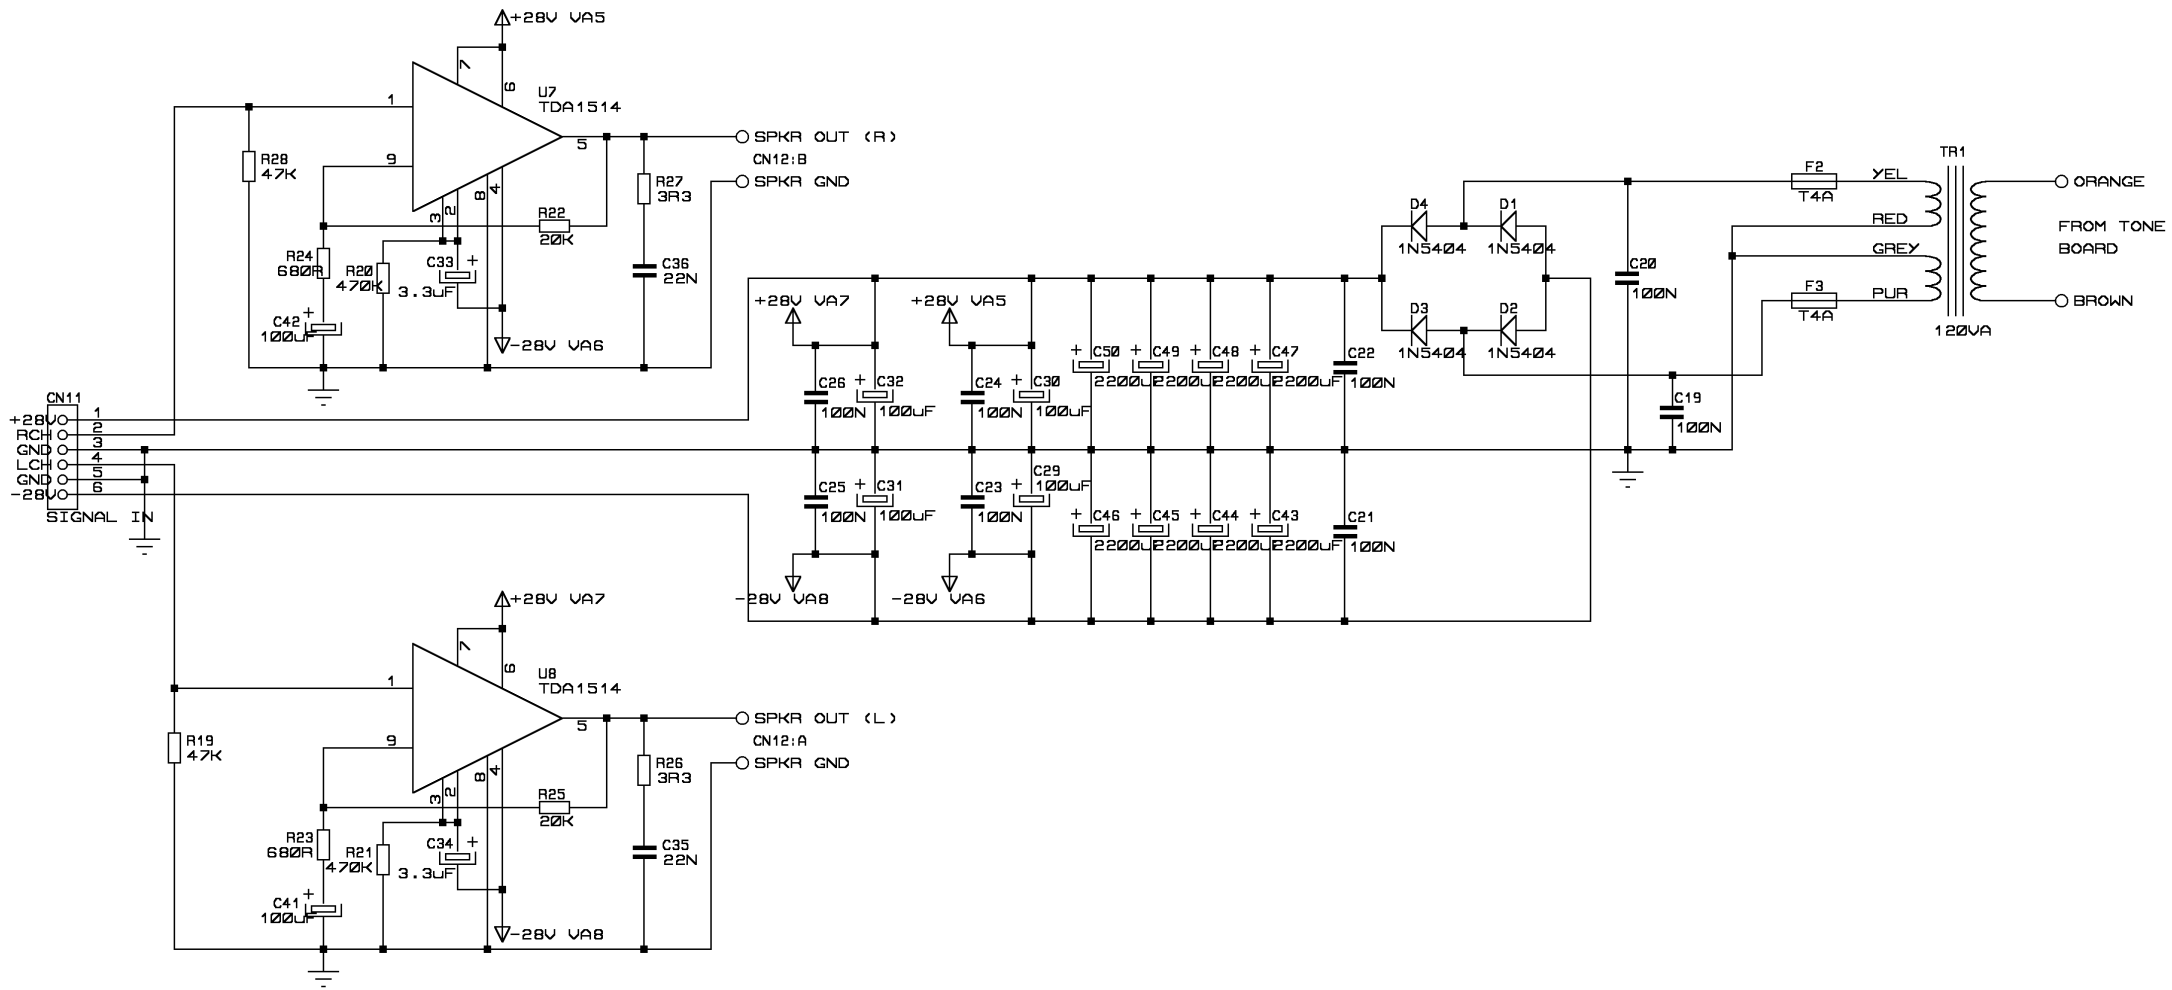 +28V VA5
7
6
1
U7
TDA1514
5
SPKR OUT (R)
CN12:B
SPKR GND
R28
47K
9
8
4
3
2
R27
3R3
R22
20K
R24
680R
R20
470K
C33
+
3.3uF
C36
22N
+
C42
100uF
-28V VA6
CN11
+28V
1
RCH
2
GND
3
LCH
4
GND
5
-28V
6
SIGNAL IN
+28V VA7
+28V VA5
C26
100N
+
C32
100uF
C24
100N
+
C30
100uF
+
C50
2200uF
+
C49
2200uF
+
C48
2200uF
+
C47
2200uF
C22
100N
C25
100N
+
C31
100uF
C23
100N
+
C29
100uF
+
C46
2200uF
+
C45
2200uF
+
C44
2200uF
+
C43
2200uF
C21
100N
-28V VA8
-28V VA6
D4
1N5404
D1
1N5404
D3
1N5404
D2
1N5404
C20
100N
C19
100N
F2
T4A
F3
T4A
YEL
RED
GREY
PUR
TR1
120VA
ORANGE
FROM TONE
BOARD
BROWN
+28V VA7
7
6
1
U8
TDA1514
5
SPKR OUT (L)
CN12:A
SPKR GND
R19
47K
9
8
4
3
2
R26
3R3
R25
20K
R23
680R
R21
470K
C34
+
3.3uF
C35
22N
+
C41
100uF
-28V VA8